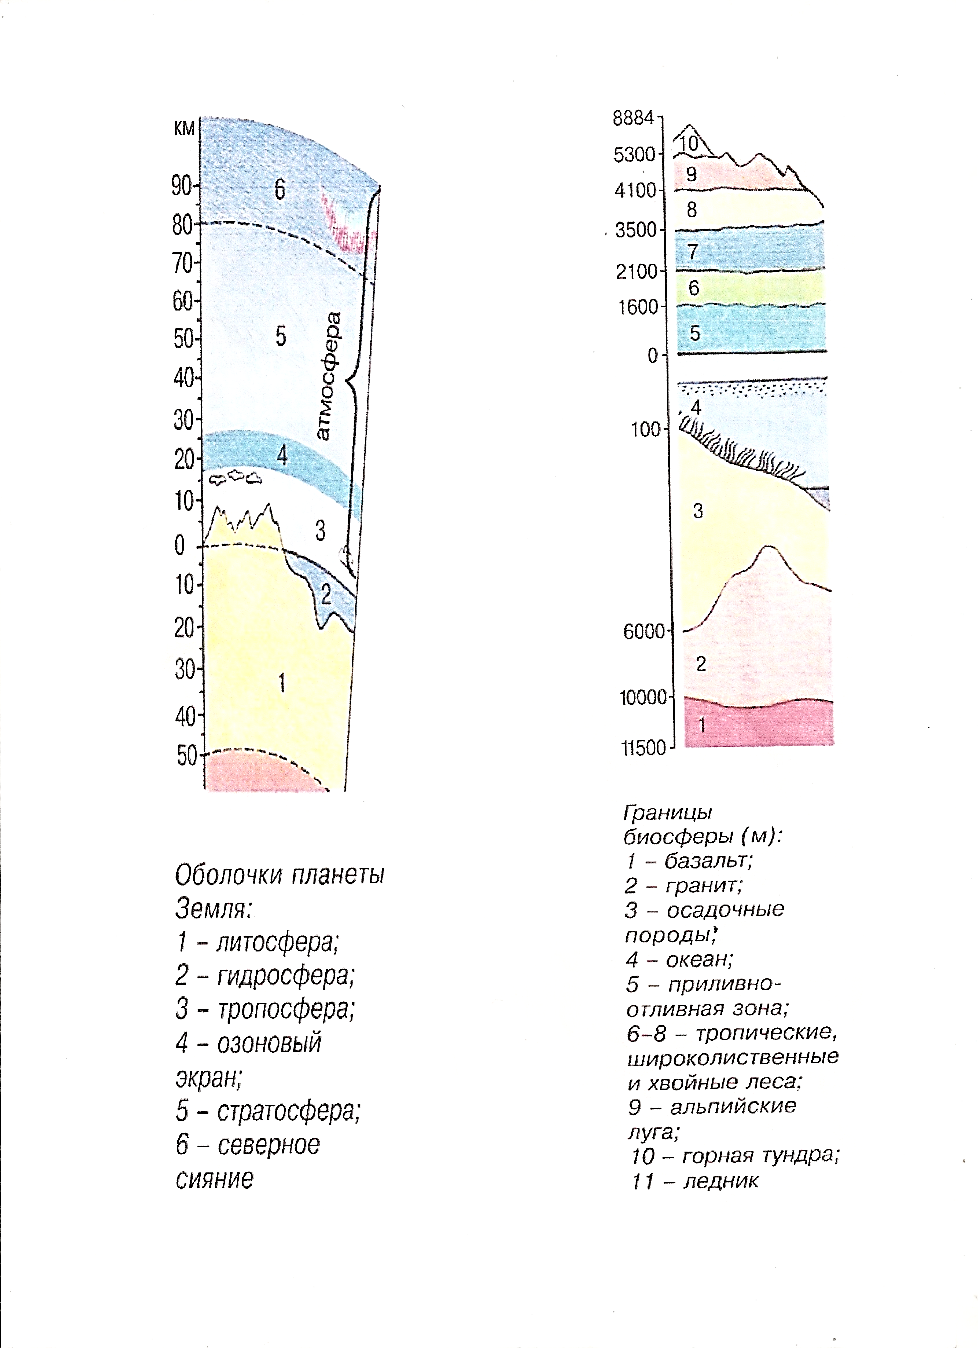 км
90
80
70
60
50
40
30
20
10
0
10
20
30
40
50
6
5
атмосфера
4
3
2
1
Оболочки планеты
Земля:
1 – литосфера;
2 – гидросфера;
3 – тропосфера;
4 – озоновый
экран;
5 – стратосфера;
6 – северное
сияние
8884
5300
4100
3500
2100
1600
0
100
6000
10000
11500
10
9
8
7
6
5
4
3
2
1
Границы
биосферы (м):
1 – базальт;
2 – гранит;
3 – осадочные
породы;
4 – океан;
5 – приливно-
отливная зона;
6–8 – тропические,
широколиственные
и хвойные леса;
9 – альпийские
луга;
10 – горная тундра;
11 – ледник